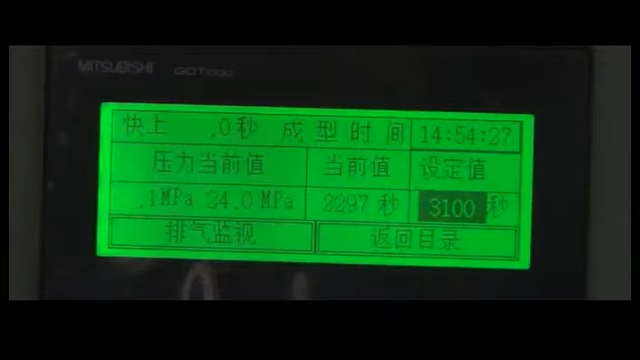 MITSUBISHI GOT1000
快上 .0秒 成型时间 14:54:27
压力当前值 当前值 设定值
.1MPa 24.0 MPa 2297 秒 3100 秒
排气监视 返回目录